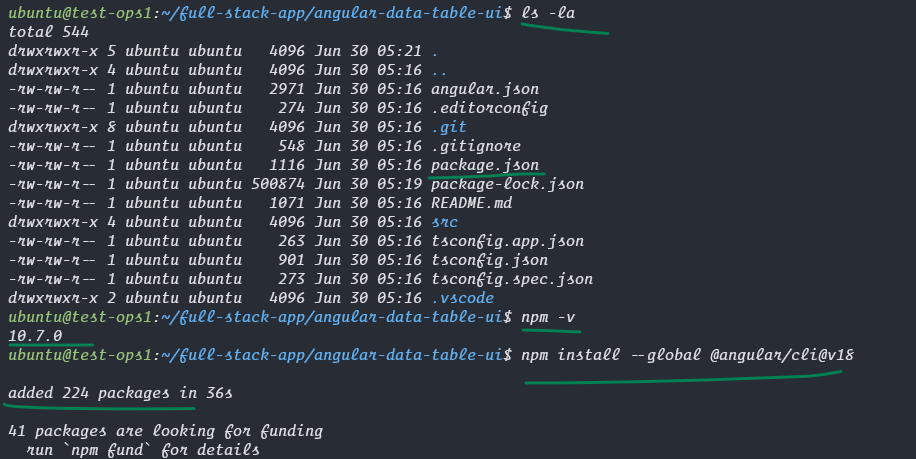 ubuntu@test-ops1:~/full-stack-app/angular-data-table-ui$ ls -la
total 544
drwxrwxr-x 5 ubuntu ubuntu   4096 Jun 30 05:21 .
drwxrwxr-x 4 ubuntu ubuntu   4096 Jun 30 05:16 ..
-rw-rw-r-- 1 ubuntu ubuntu   2971 Jun 30 05:16 angular.json
-rw-rw-r-- 1 ubuntu ubuntu    274 Jun 30 05:16 .editorconfig
drwxrwxr-x 8 ubuntu ubuntu   4096 Jun 30 05:16 .git
-rw-rw-r-- 1 ubuntu ubuntu    548 Jun 30 05:16 .gitignore
-rw-rw-r-- 1 ubuntu ubuntu   1116 Jun 30 05:16 package.json
-rw-rw-r-- 1 ubuntu ubuntu 500874 Jun 30 05:19 package-lock.json
-rw-rw-r-- 1 ubuntu ubuntu   1071 Jun 30 05:16 README.md
drwxrwxr-x 4 ubuntu ubuntu   4096 Jun 30 05:16 src
-rw-rw-r-- 1 ubuntu ubuntu    263 Jun 30 05:16 tsconfig.app.json
-rw-rw-r-- 1 ubuntu ubuntu    901 Jun 30 05:16 tsconfig.json
-rw-rw-r-- 1 ubuntu ubuntu    273 Jun 30 05:16 tsconfig.spec.json
drwxrwxr-x 2 ubuntu ubuntu   4096 Jun 30 05:16 .vscode
ubuntu@test-ops1:~/full-stack-app/angular-data-table-ui$ npm -v
10.7.0
ubuntu@test-ops1:~/full-stack-app/angular-data-table-ui$ npm install --global @angular/cli@v18
added 224 packages in 36s
41 packages are looking for funding
  run `npm fund` for details